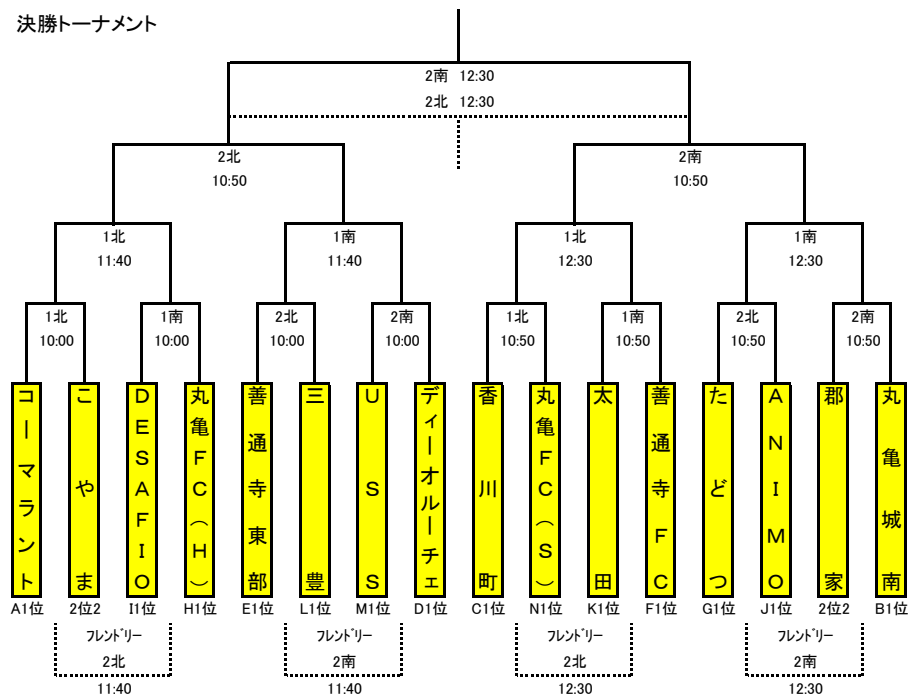 決勝トーナメント
2南 12:30
2北 12:30
2北
10:50
2南
10:50
1北
11:40
1南
11:40
1北
12:30
1南
12:30
1北
10:00
1南
10:00
2北
10:00
2南
10:00
1北
10:50
1南
10:50
2北
10:50
2南
10:50
コーマラント
こやま
DESAFIO
丸亀FC(H)
善通寺東部
三豊
USS
ディーオルーチェ
香川町
丸亀FC(S)
太田
善通寺FC
たどつ
ANIMO
郡家
丸亀城南
A1位 2位2 I1位 H1位 E1位 L1位 M1位 D1位 C1位 N1位 K1位 F1位 G1位 J1位 2位2 B1位
フレンドリー
2北
11:40
フレンドリー
2南
11:40
フレンドリー
2北
12:30
フレンドリー
2南
12:30